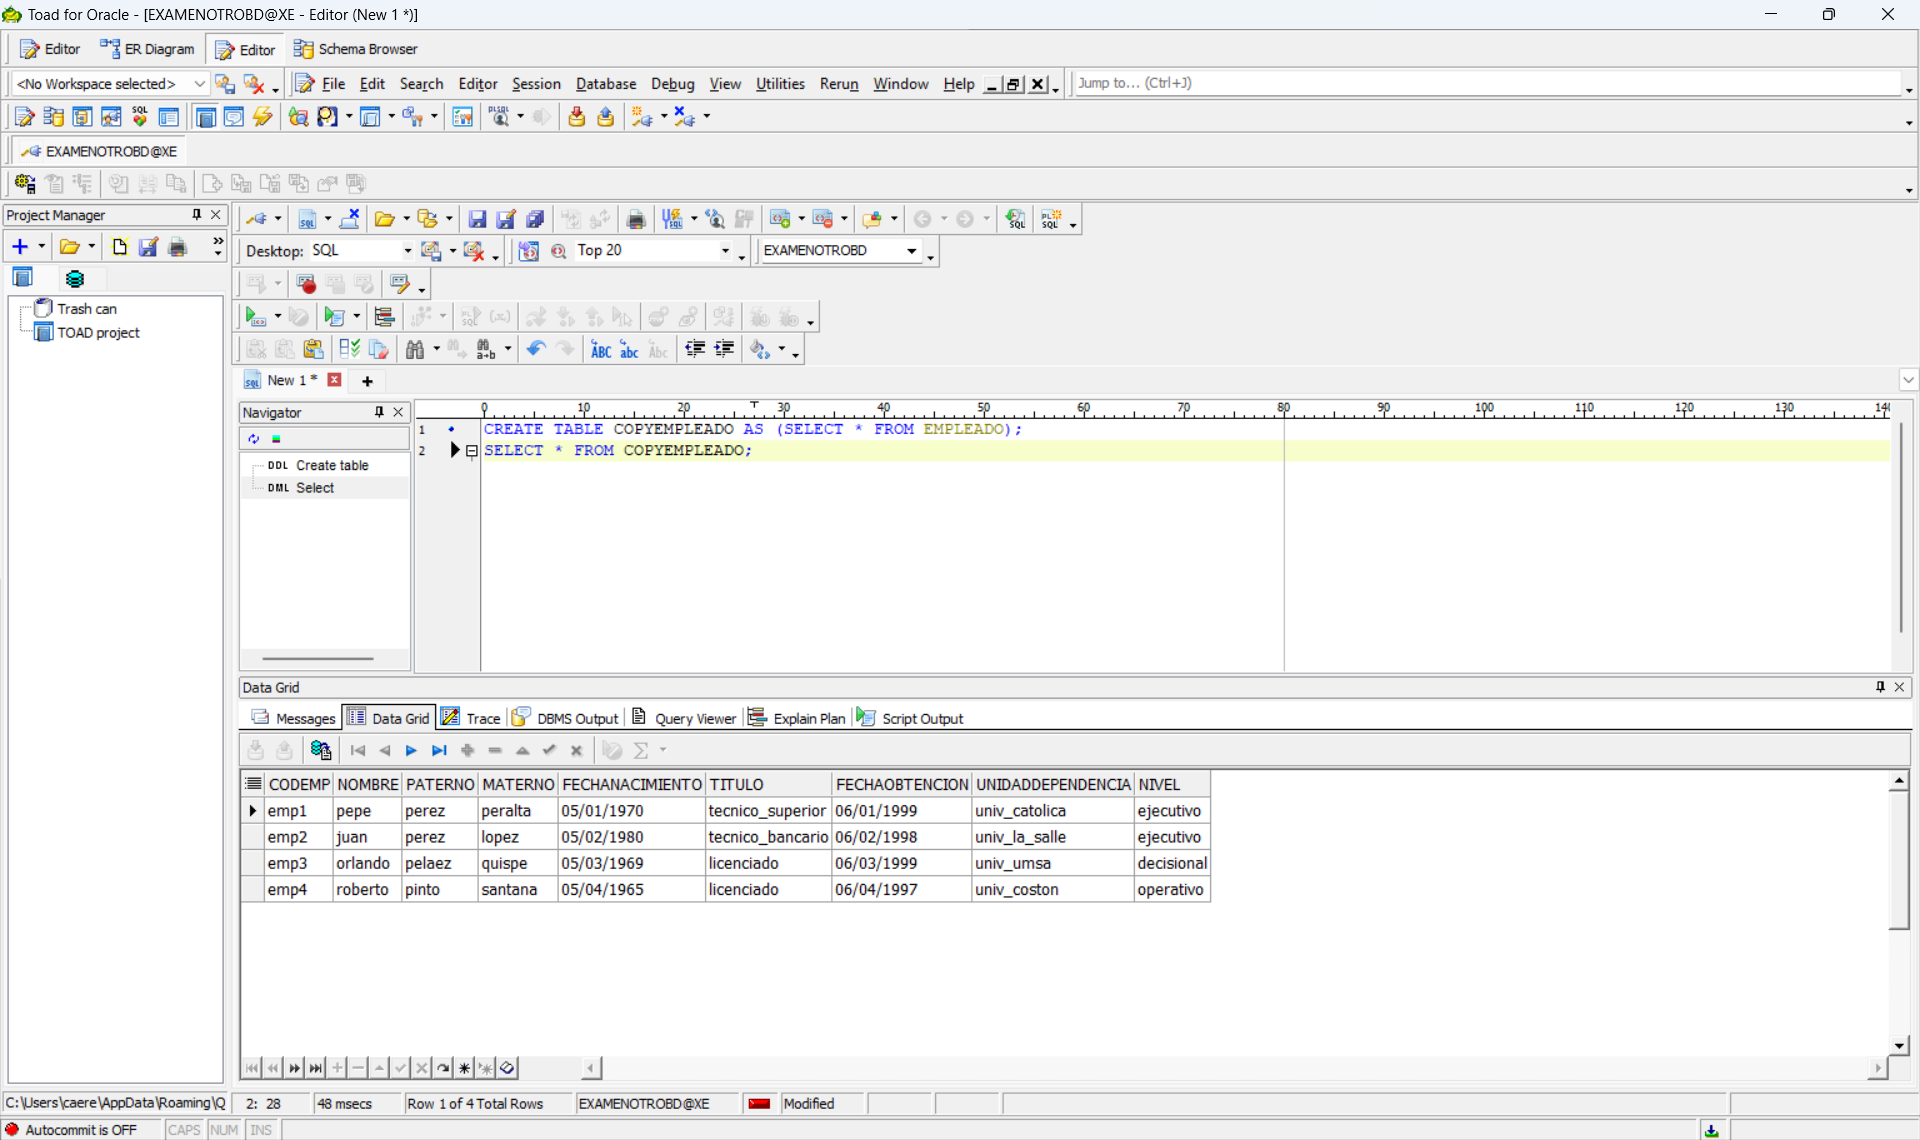 Toad for Oracle - [EXAMENOTROBD@XE - Editor (New 1 *)]
Editor ER Diagram Editor Schema Browser
<No Workspace selected> File Edit Search Editor Session Database Debug View Utilities Rerun Window Help Jump to... (Ctrl+J)
EXAMENOTROBD@XE
Project Manager
Trash can
TOAD project
Desktop: SQL Top 20 EXAMENOTROBD
New 1 *
Navigator
DDL Create table
DML Select
0 10 20 30 40 50 60 70 80 90 100 110 120 130 140
1 CREATE TABLE COPYEMPLEADO AS (SELECT * FROM EMPLEADO);
2 SELECT * FROM COPYEMPLEADO;
Data Grid
Messages Data Grid Trace DBMS Output Query Viewer Explain Plan Script Output
CODEMP NOMBRE PATERNO MATERNO FECHANACIMIENTO TITULO FECHAOBTENCION UNIDADDEPENDENCIA NIVEL
emp1 pepe perez peralta 05/01/1970 tecnico_superior 06/01/1999 univ_catolica ejecutivo
emp2 juan perez lopez 05/02/1980 tecnico_bancario 06/02/1998 univ_la_salle ejecutivo
emp3 orlando pelaez quispe 05/03/1969 licenciado 06/03/1999 univ_umsa decisional
emp4 roberto pinto santana 05/04/1965 licenciado 06/04/1997 univ_coston operativo
C:\Users\caere\AppData\Roaming\Q 2: 28 48 msecs Row 1 of 4 Total Rows EXAMENOTROBD@XE Modified
Autocommit is OFF CAPS NUM INS